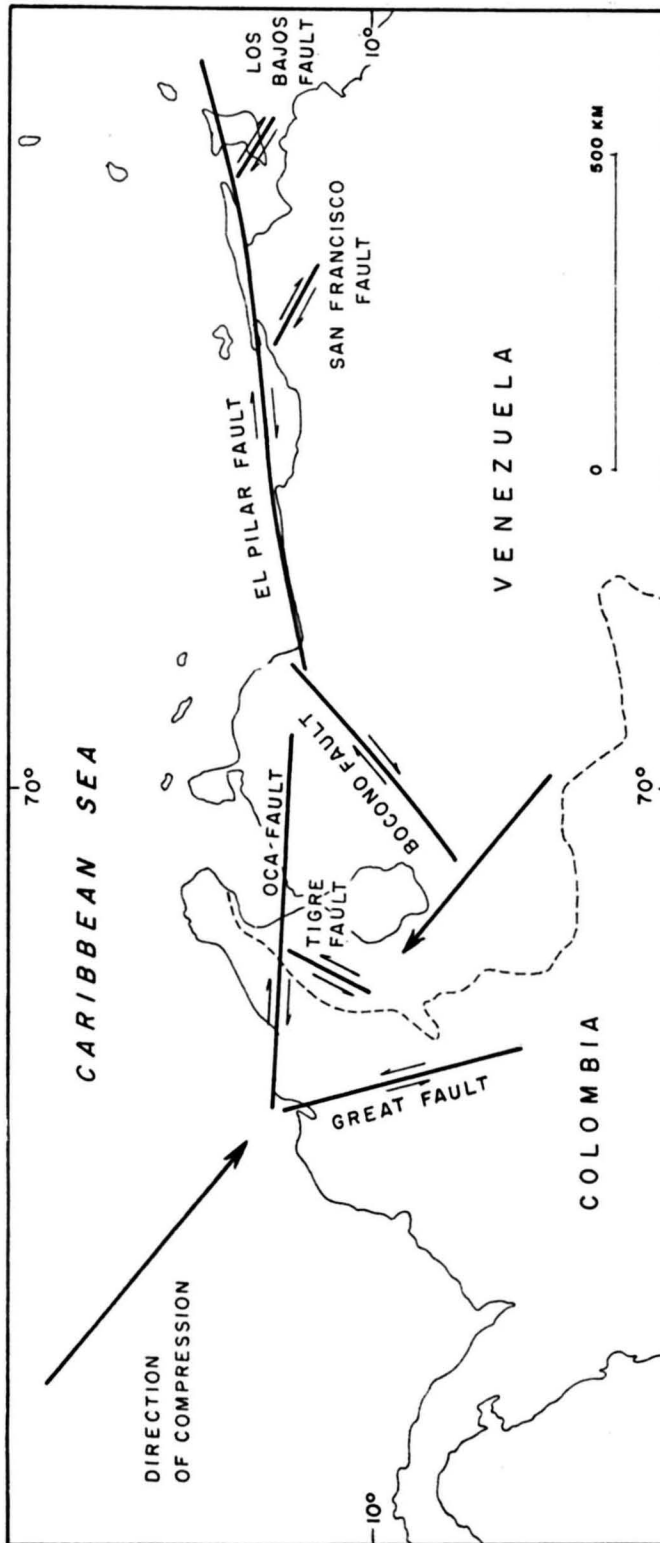 CARIBBEAN SEA
70°
DIRECTION
OF COMPRESSION
OCA-FAULT
TIGRE
FAULT
GREAT FAULT
BOCONO FAULT
EL PILAR FAULT
LOS
BAJOS
FAULT
SAN FRANCISCO
FAULT
10°
10°
COLOMBIA
VENEZUELA
70°
0
500 KM